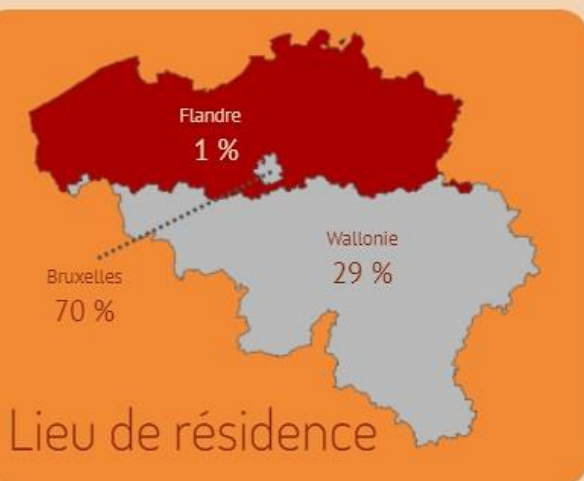 Flandre
1 %
Wallonie
29 %
Bruxelles
70 %
Lieu de résidence